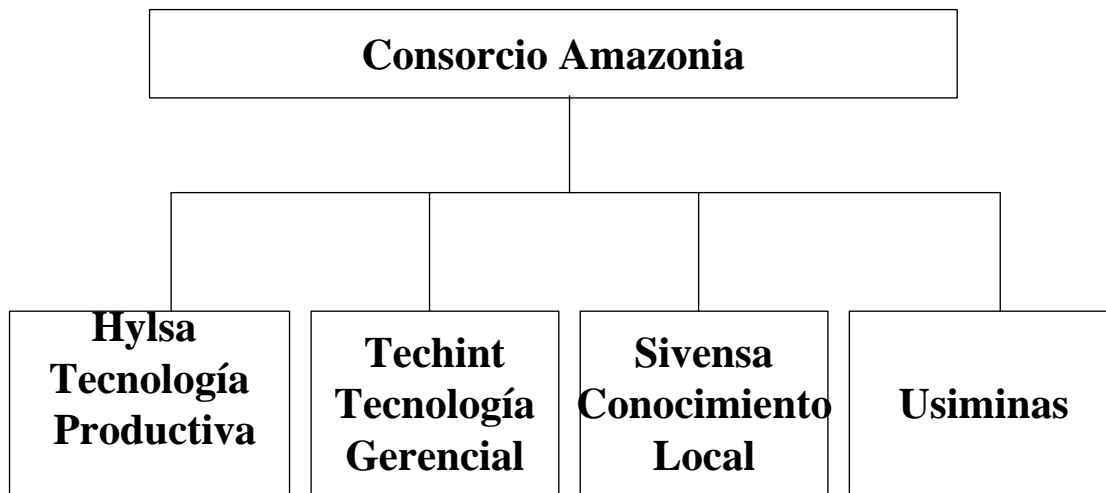 Consorcio Amazonia
Hylsa
Tecnología
Productiva
Techint
Tecnología
Gerencial
Sivensa
Conocimiento
Local
Usiminas